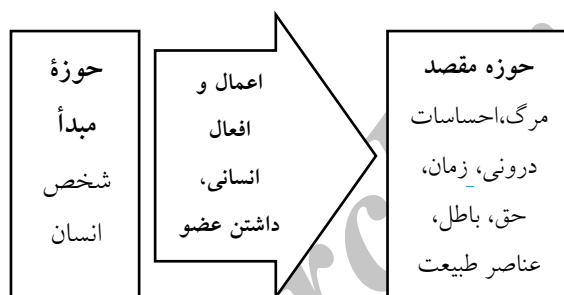 حوزهٔ
مبدأ
شخص
انسان
اعمال و
افعال
انسانی،
داشتن عضو
حوزه مقصد
مرگ،احساسات
درونی، زمان،
حق، باطل،
عناصر طبیعت